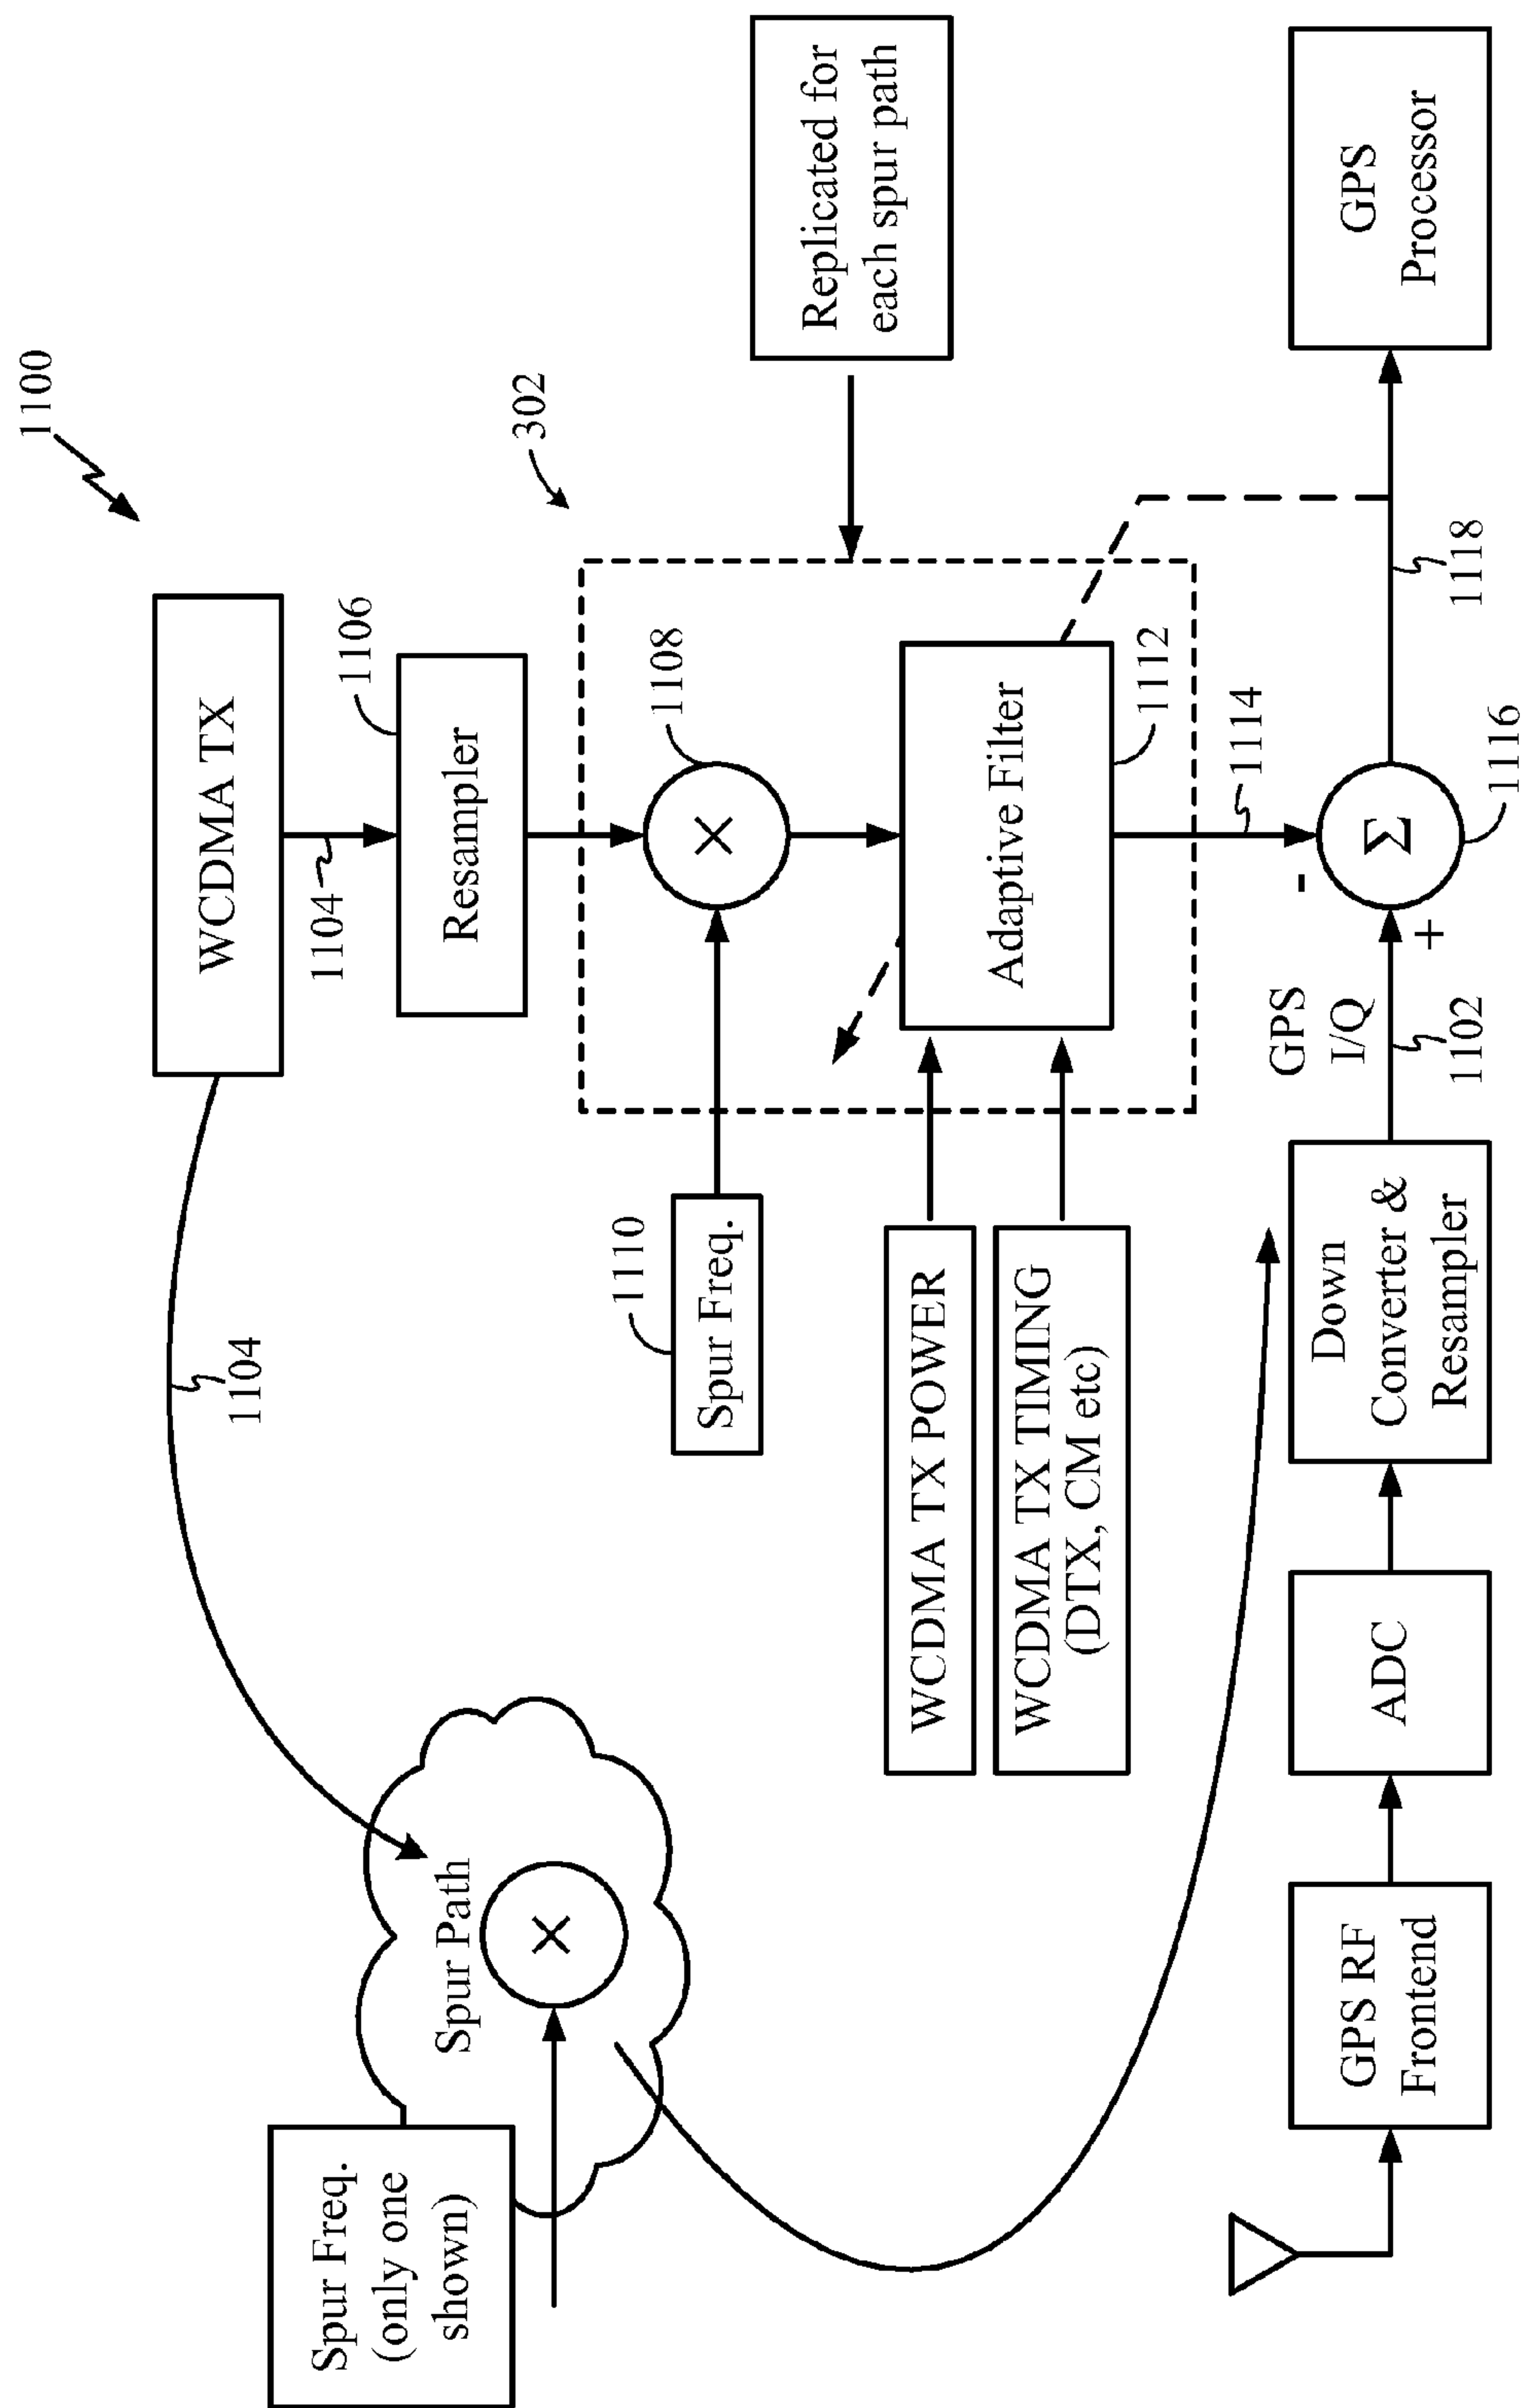 1100
WCDMA TX
1104
1104
1106
Resampler
302
Spur Freq.
(only one
shown)
Spur Path
×
1108
×
1110
Spur Freq.
Replicated for
each spur path
WCDMA TX POWER
WCDMA TX TIMING
(DTX, CM etc)
Adaptive Filter
1112
1114
-
GPS RF
Frontend
ADC
Down
Converter &
Resampler
GPS
I/Q
1102
+
Σ
1116
1118
GPS
Processor